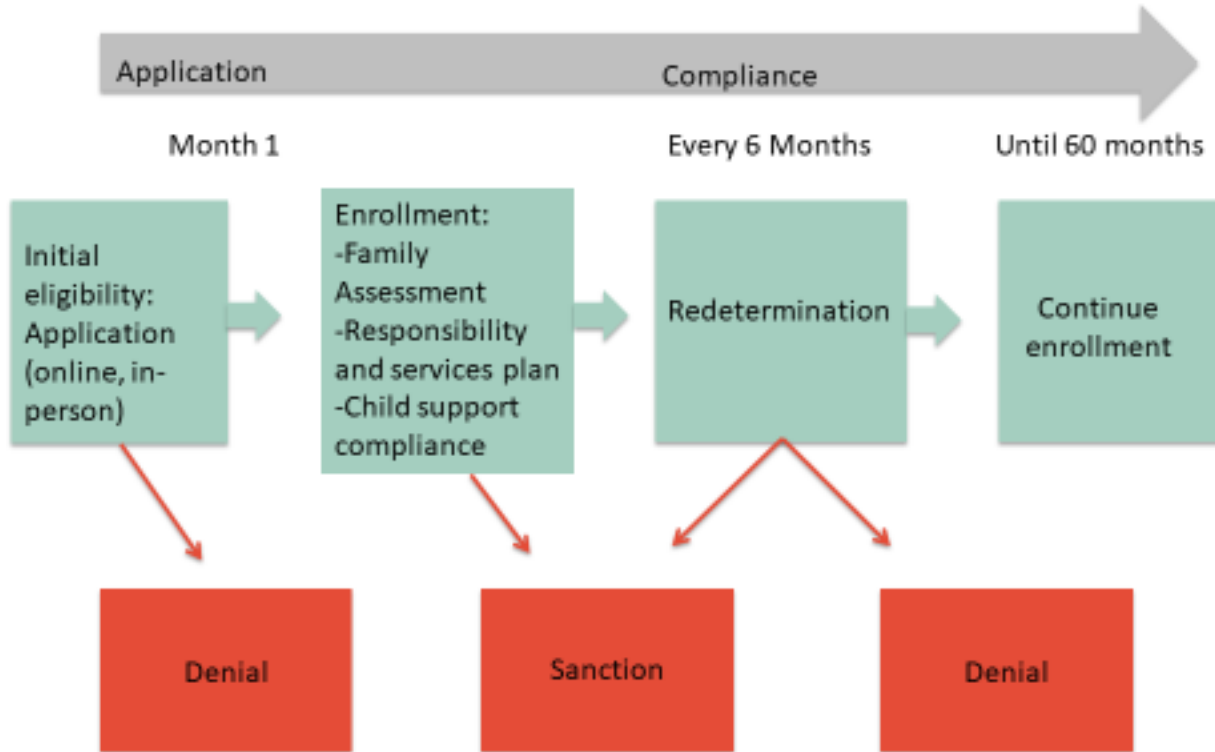 Application
Compliance
Month 1
Every 6 Months
Until 60 months
Initial
eligibility:
Application
(online, in-
person)
Enrollment:
-Family
Assessment
-Responsibility
and services plan
-Child support
compliance
Redetermination
Continue
enrollment
Denial
Sanction
Denial